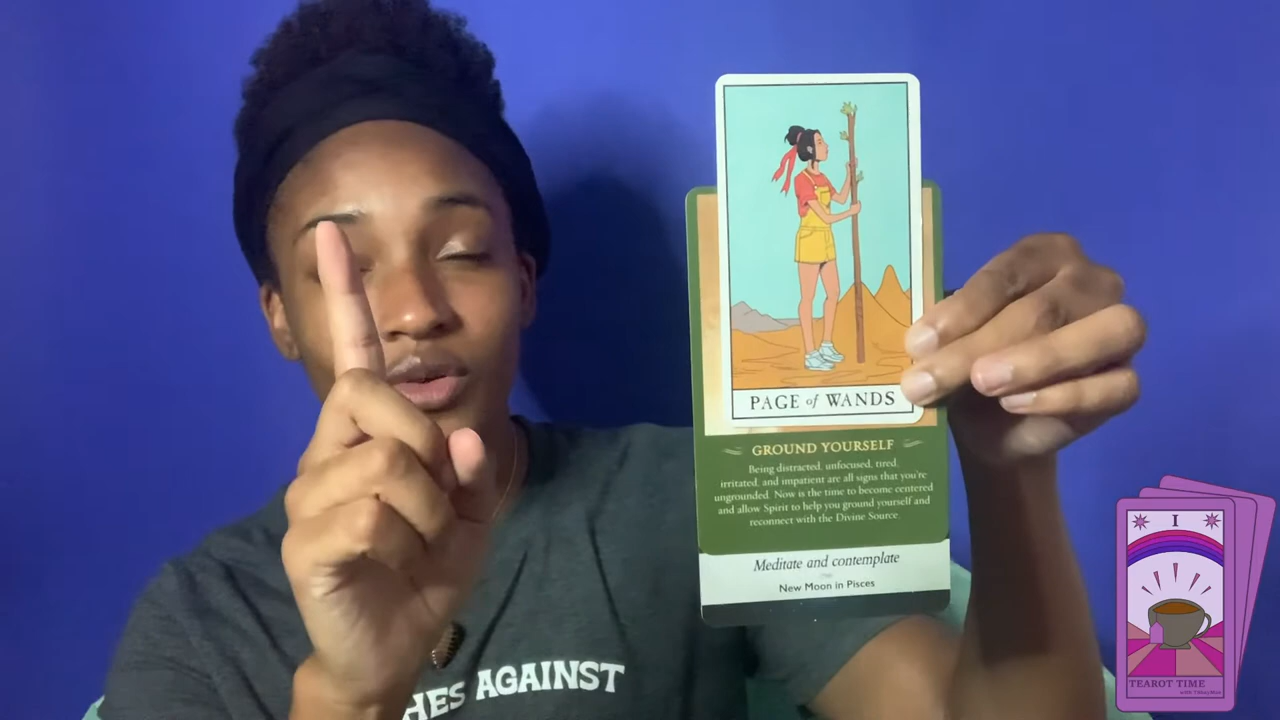 PAGE of WANDS
GROUND YOURSELF
Being distracted, unfocused, tired,
irritated, and impatient are all signs that you're
ungrounded. Now is the time to become centered
and allow Spirit to help you ground yourself and
reconnect with the Divine Source.
Meditate and contemplate
New Moon in Pisces
HES AGAINST
I
TEAROT TIME